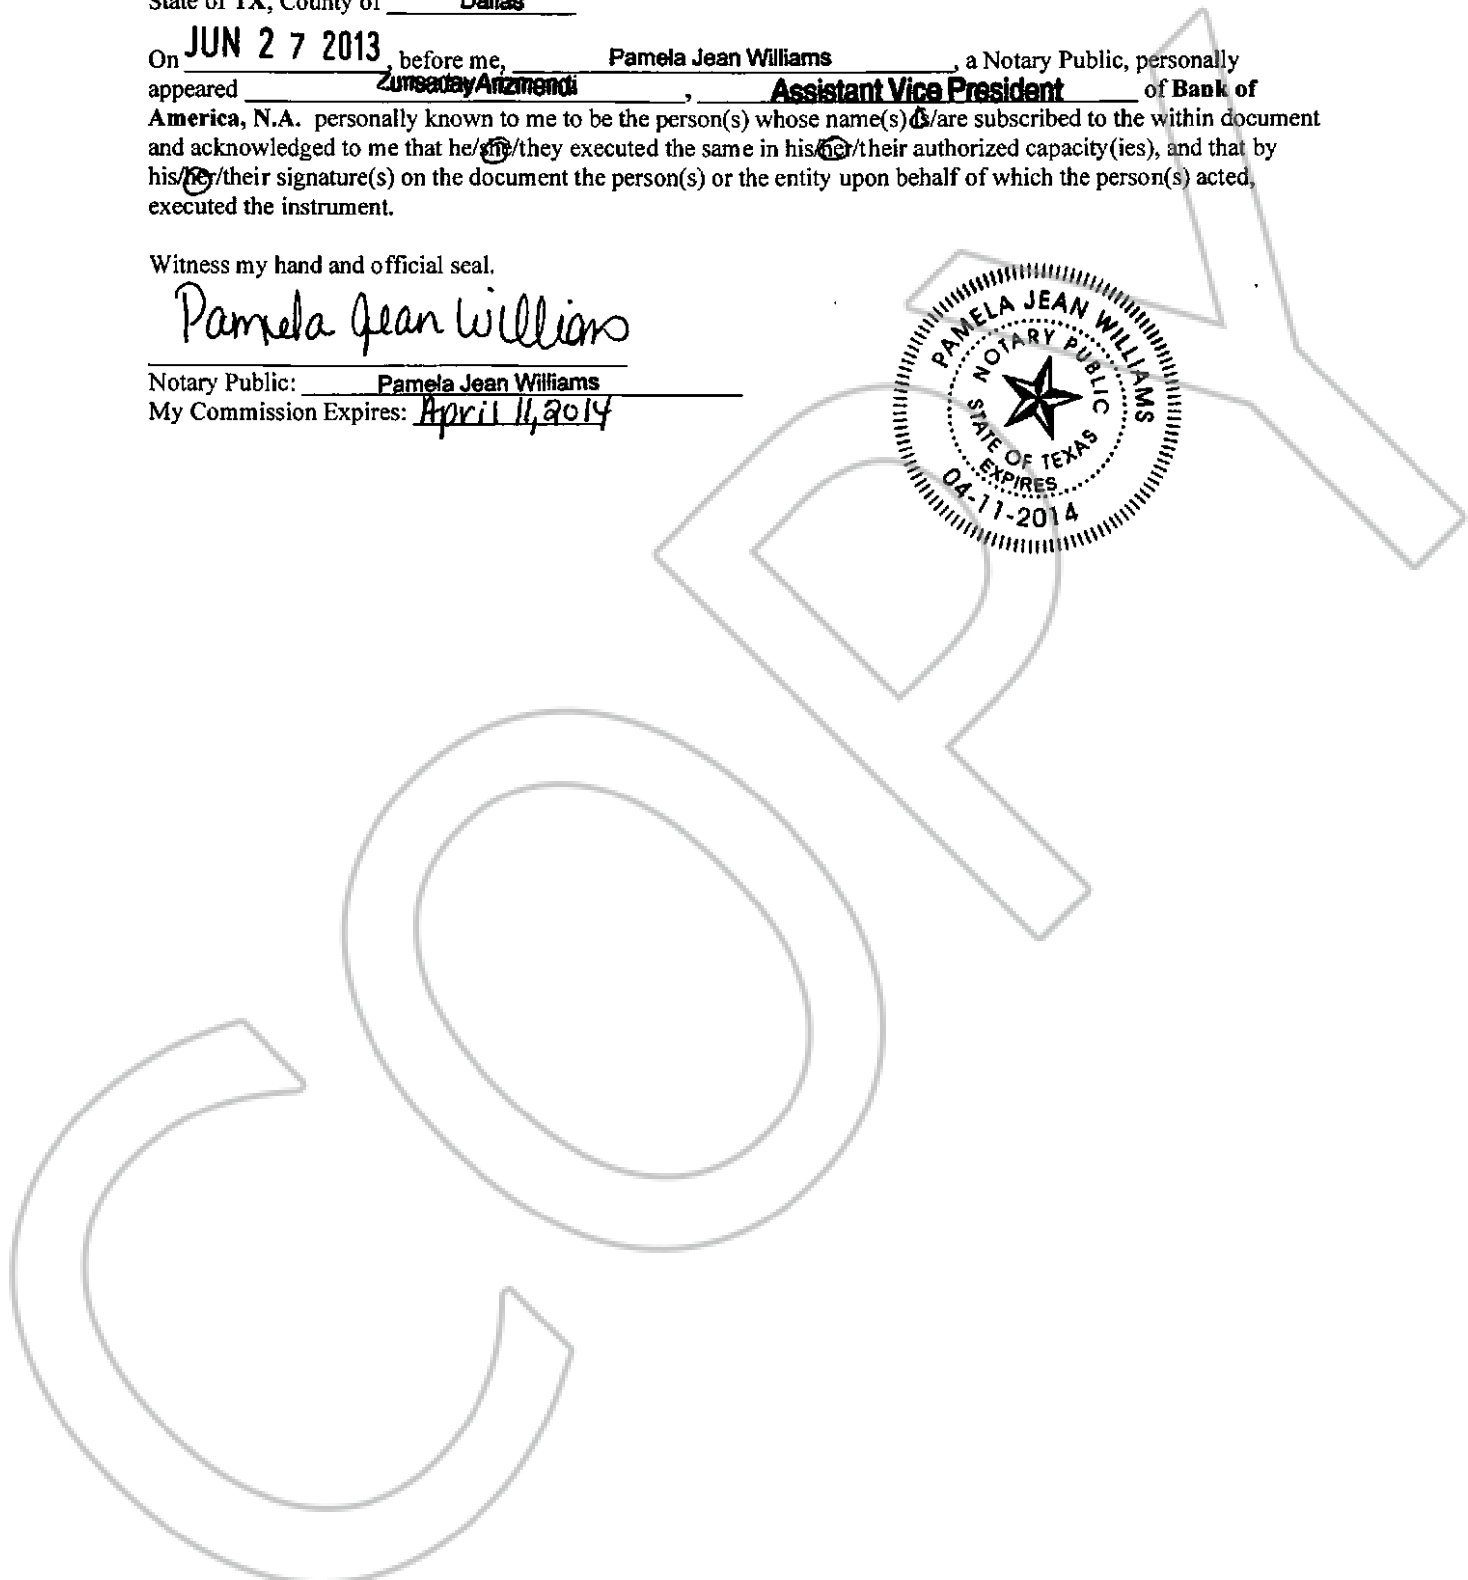 State of TX, County of Dallas
On JUN 27 2013, before me, Pamela Jean Williams, a Notary Public, personally
appeared Zumsaday Arizmendi, Assistant Vice President of Bank of
America, N.A. personally known to me to be the person(s) whose name(s) is/are subscribed to the within document
and acknowledged to me that he/she/they executed the same in his/her/their authorized capacity(ies), and that by
his/her/their signature(s) on the document the person(s) or the entity upon behalf of which the person(s) acted,
executed the instrument.
Witness my hand and official seal.
Pamela Jean Williams
Notary Public: Pamela Jean Williams
My Commission Expires: April 11, 2014
PAMELA JEAN WILLIAMS
NOTARY PUBLIC
STATE OF TEXAS
EXPIRES
04-11-2014
COPY